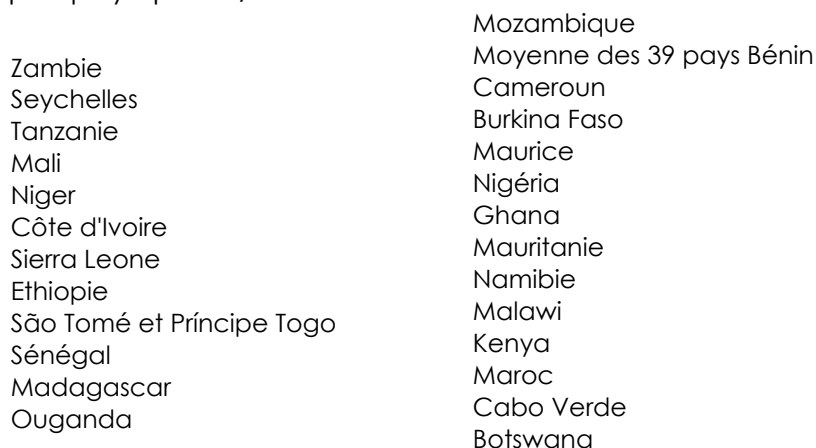 Zambie
Seychelles
Tanzanie
Mali
Niger
Côte d'Ivoire
Sierra Leone
Ethiopie
São Tomé et Príncipe Togo
Sénégal
Madagascar
Ouganda
Mozambique
Moyenne des 39 pays Bénin
Cameroun
Burkina Faso
Maurice
Nigéria
Ghana
Mauritanie
Namibie
Malawi
Kenya
Maroc
Cabo Verde
Botswana